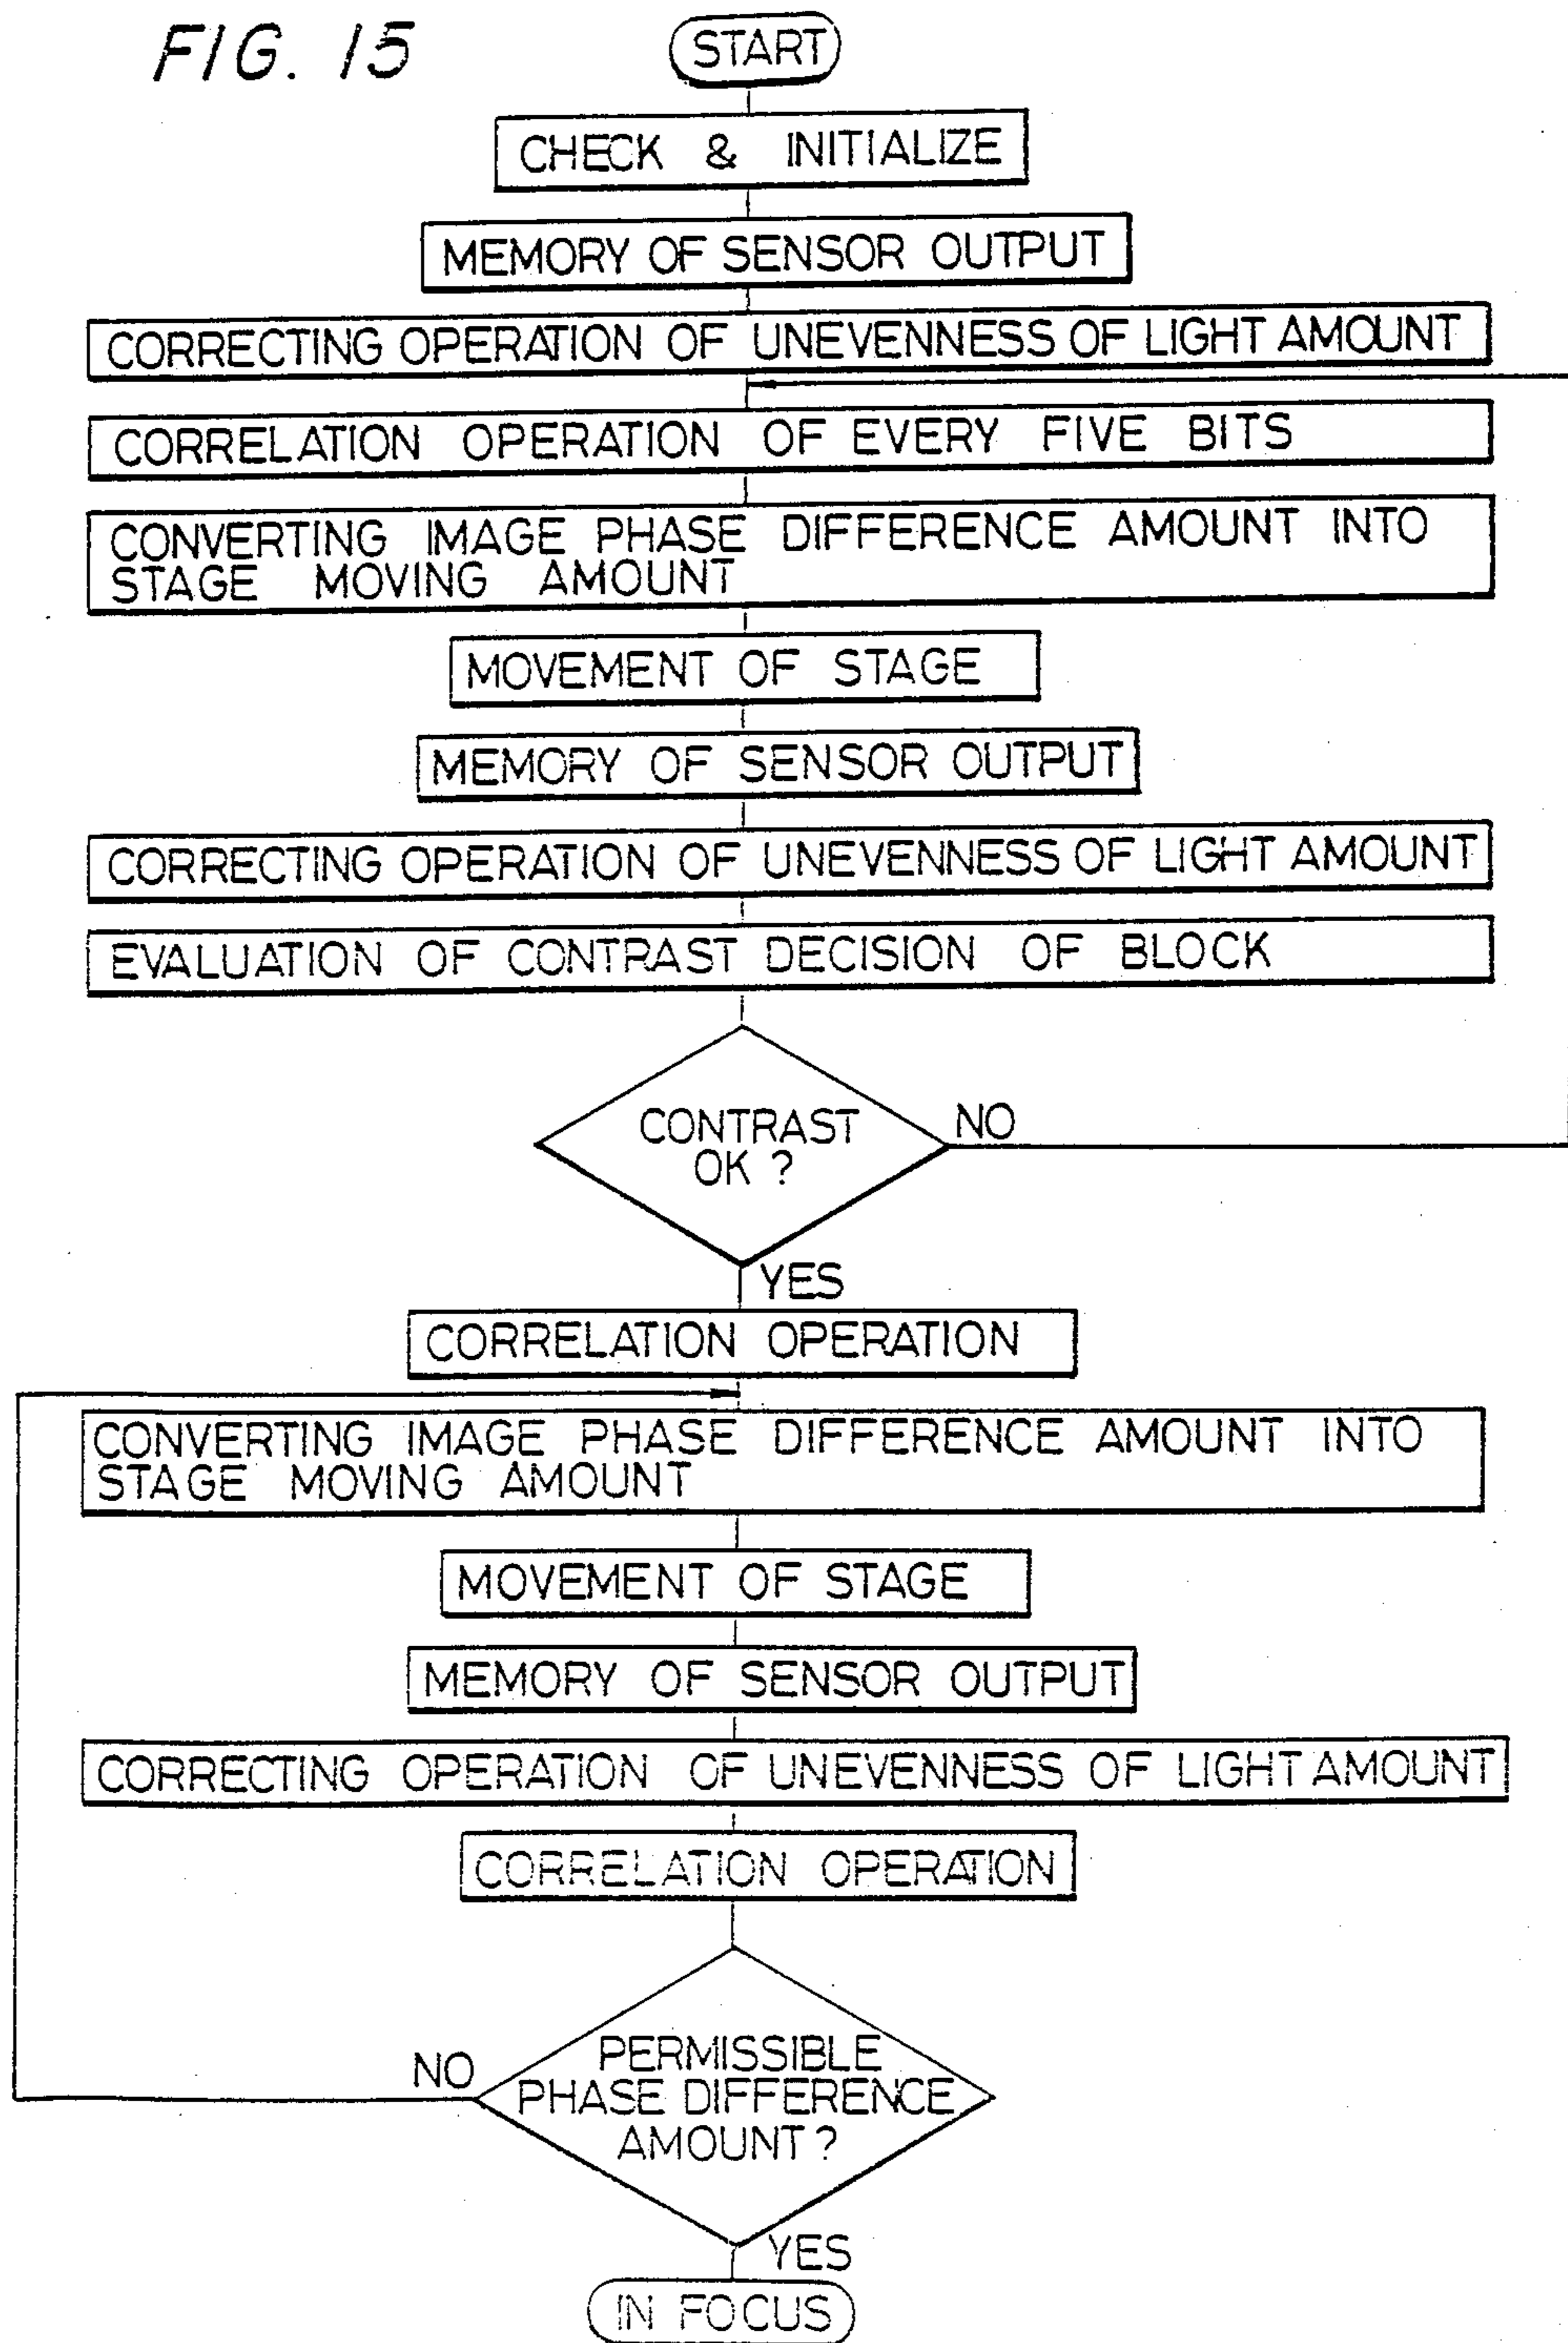 FIG. 15
START
CHECK & INITIALIZE
MEMORY OF SENSOR OUTPUT
CORRECTING OPERATION OF UNEVENNESS OF LIGHT AMOUNT
CORRELATION OPERATION OF EVERY FIVE BITS
CONVERTING IMAGE PHASE DIFFERENCE AMOUNT INTO
STAGE MOVING AMOUNT
MOVEMENT OF STAGE
MEMORY OF SENSOR OUTPUT
CORRECTING OPERATION OF UNEVENNESS OF LIGHT AMOUNT
EVALUATION OF CONTRAST DECISION OF BLOCK
CONTRAST
OK ?
NO
YES
CORRELATION OPERATION
CONVERTING IMAGE PHASE DIFFERENCE AMOUNT INTO
STAGE MOVING AMOUNT
MOVEMENT OF STAGE
MEMORY OF SENSOR OUTPUT
CORRECTING OPERATION OF UNEVENNESS OF LIGHT AMOUNT
CORRELATION OPERATION
NO
PERMISSIBLE
PHASE DIFFERENCE
AMOUNT ?
YES
IN FOCUS